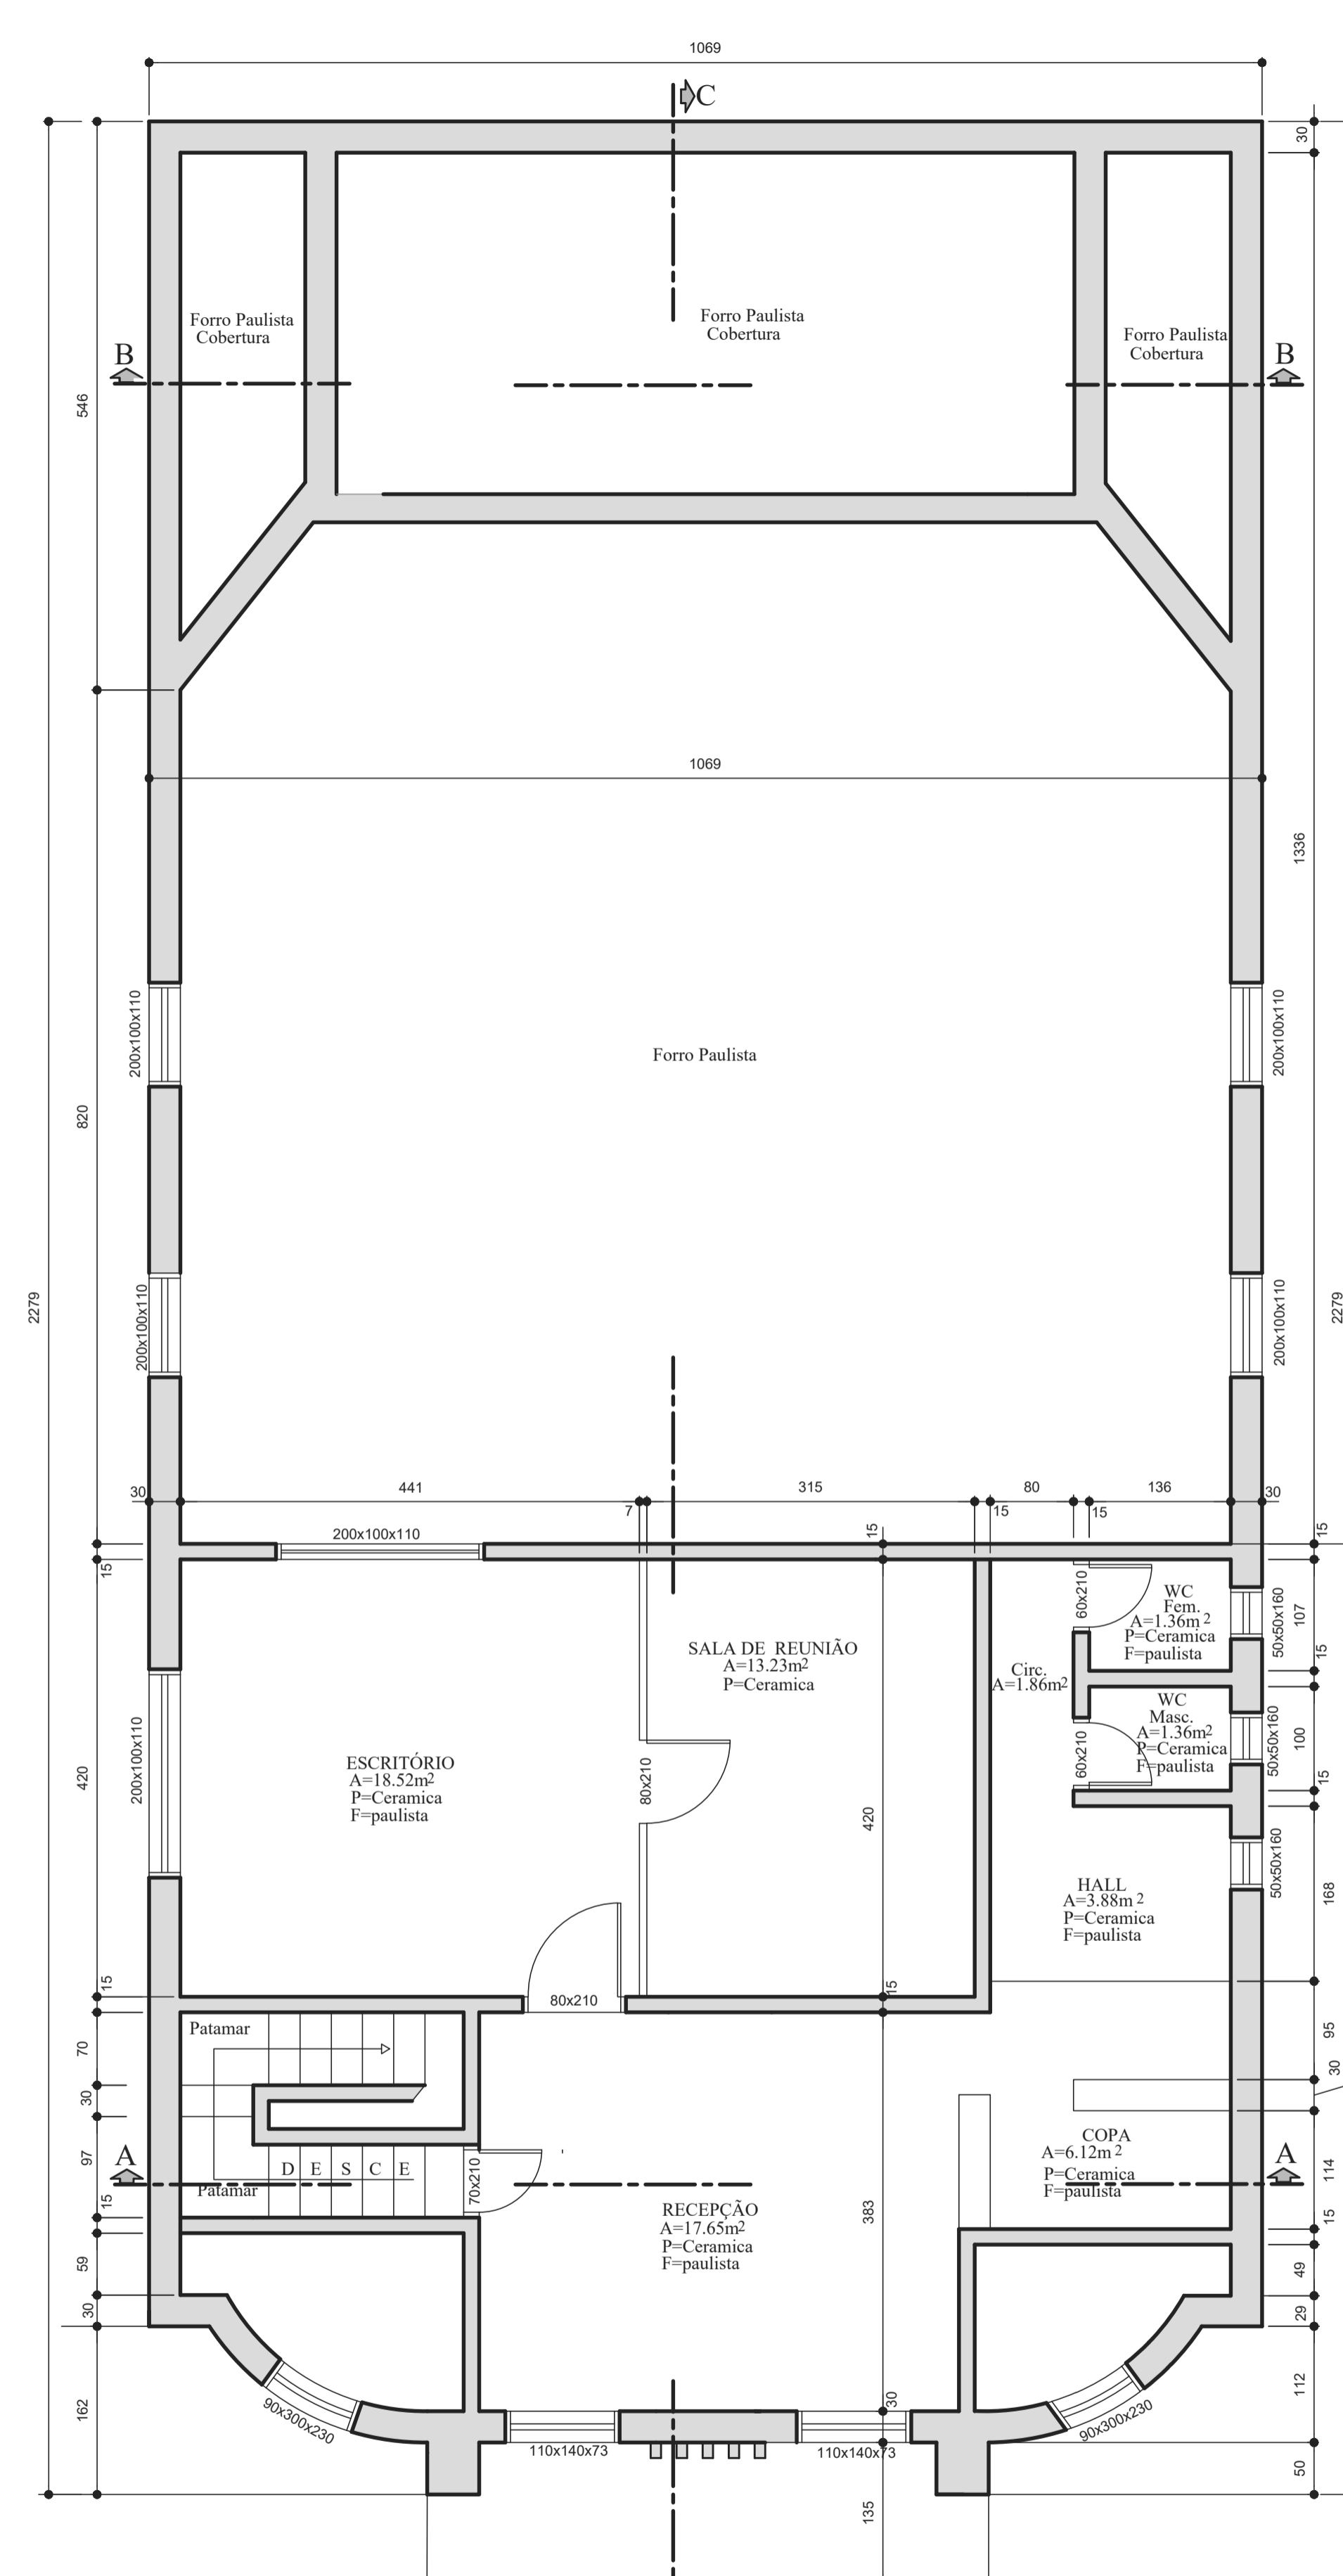 1069
C
30
Forro Paulista
Cobertura
Forro Paulista
Cobertura
Forro Paulista
Cobertura
B
B
546
1069
1336
200x100x110
200x100x110
Forro Paulista
820
2279
2279
200x100x110
200x100x110
30
441
7
315
15
80
15
136
30
15
15
15
200x100x110
60x210
WC
Fem.
A=1.36m2
P=Ceramica
F=paulista
50x50x160
107
15
SALA DE REUNIÃO
A=13.23m2
P=Ceramica
Circ.
A=1.86m2
WC
Masc.
A=1.36m2
P=Ceramica
F=paulista
60x210
50x50x160
100
15
200x100x110
420
ESCRITÓRIO
A=18.52m2
P=Ceramica
F=paulista
80x210
420
50x50x160
HALL
A=3.88m2
P=Ceramica
F=paulista
168
15
80x210
15
Patamar
70
95
30
30
97
A
D E S C E
Patamar
70x210
COPA
A=6.12m2
P=Ceramica
F=paulista
A
114
15
RECEPÇÃO
A=17.65m2
P=Ceramica
F=paulista
383
15
59
49
30
29
162
90x300x230
110x140x73
110x140x73
30
90x300x230
112
50
135